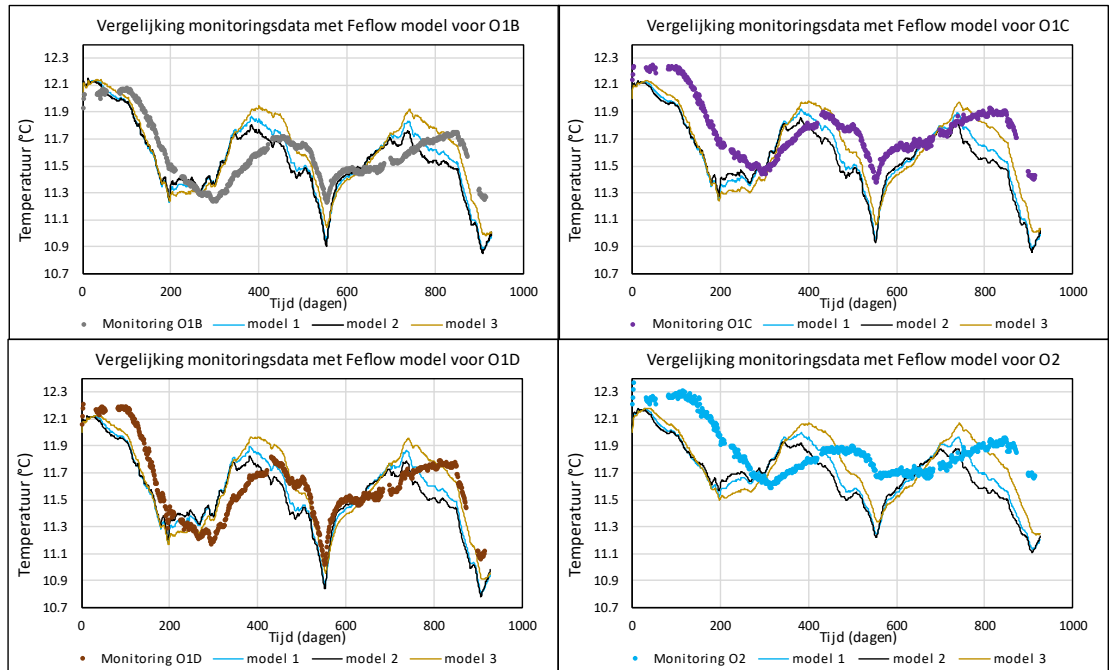 Vergelijking monitoringsdata met Feflow model voor O1B
12.3
12.1
11.9
11.7
11.5
11.3
11.1
10.9
10.7
Temperatuur (°C)
0 200 400 600 800 1000
Tijd (dagen)
Monitoring O1B model 1 model 2 model 3
Vergelijking monitoringsdata met Feflow model voor O1C
12.3
12.1
11.9
11.7
11.5
11.3
11.1
10.9
10.7
Temperatuur (°C)
0 200 400 600 800 1000
Tijd (dagen)
Monitoring O1C model 1 model 2 model 3
Vergelijking monitoringsdata met Feflow model voor O1D
12.3
12.1
11.9
11.7
11.5
11.3
11.1
10.9
10.7
Temperatuur (°C)
0 200 400 600 800 1000
Tijd (dagen)
Monitoring O1D model 1 model 2 model 3
Vergelijking monitoringsdata met Feflow model voor O2
12.3
12.1
11.9
11.7
11.5
11.3
11.1
10.9
10.7
Temperatuur (°C)
0 200 400 600 800 1000
Tijd (dagen)
Monitoring O2 model 1 model 2 model 3